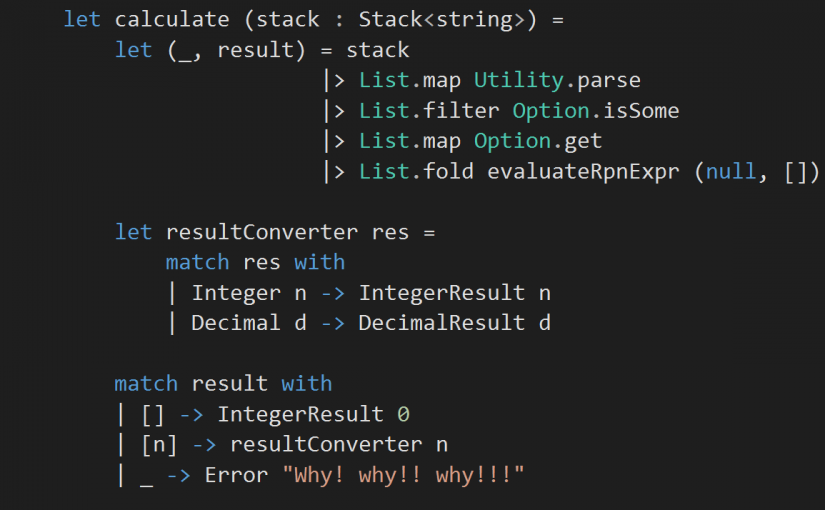 let calculate (stack : Stack<string>) =
let (_, result) = stack
|> List.map Utility.parse
|> List.filter Option.isSome
|> List.map Option.get
|> List.fold evaluateRpnExpr (null, [])
let resultConverter res =
match res with
| Integer n -> IntegerResult n
| Decimal d -> DecimalResult d
match result with
| [] -> IntegerResult 0
| [n] -> resultConverter n
| _ -> Error "Why! why!! why!!!"